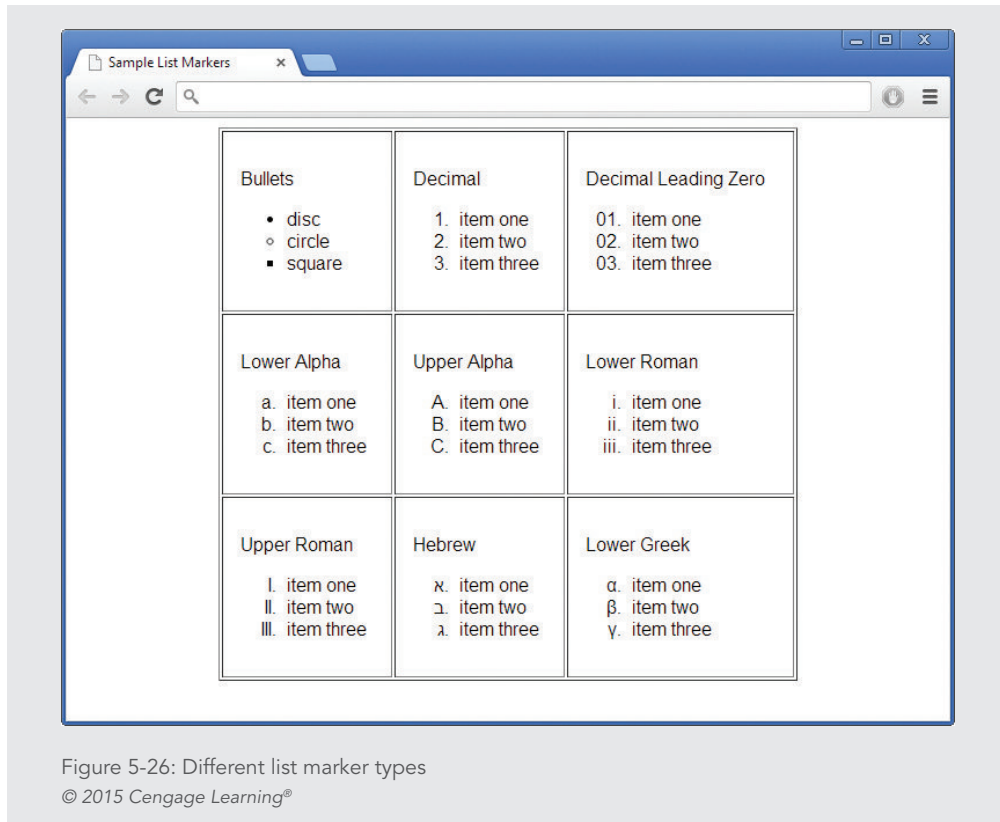 Sample List Markers
Bullets
• disc
○ circle
▪ square
Decimal
1. item one
2. item two
3. item three
Decimal Leading Zero
01. item one
02. item two
03. item three
Lower Alpha
a. item one
b. item two
c. item three
Upper Alpha
A. item one
B. item two
C. item three
Lower Roman
i. item one
ii. item two
iii. item three
Upper Roman
I. item one
II. item two
III. item three
Hebrew
א. item one
ב. item two
ג. item three
Lower Greek
α. item one
β. item two
γ. item three
Figure 5-26: Different list marker types
© 2015 Cengage Learning®